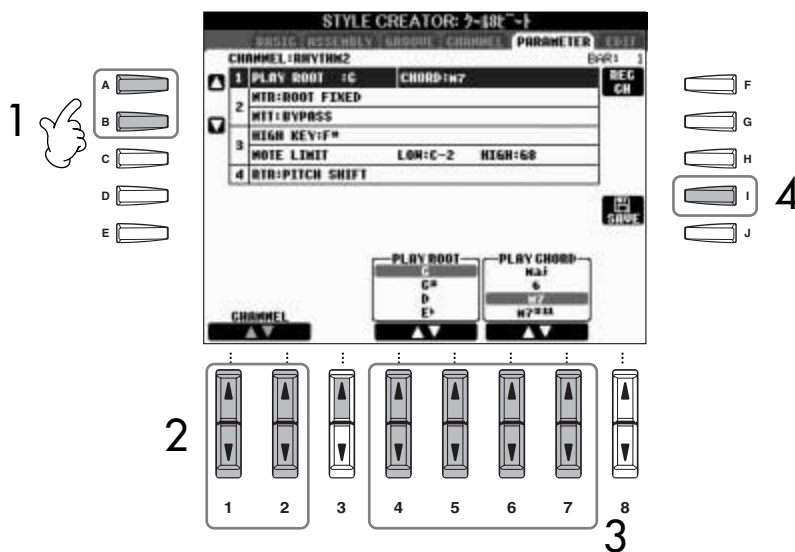 STYLE CREATOR: ｸｰﾙ8ﾋﾞｰﾄ
BASIC ASSEMBLY GROOVE CHANNEL PARAMETER EDIT
CHANNEL:RHYTHM2 BAR: 1
1 PLAY ROOT :C CHORD:M7
REC CH
2 NTR:ROOT FIXED
NTT:BYPASS
3 HIGH KEY:F#
NOTE LIMIT LOW:C-2 HIGH:G8
4 RTR:PITCH SHIFT
SAVE
PLAY ROOT
C
C#
D
E♭
PLAY CHORD
Maj
6
M7
M7#11
CHANNEL
A
B
C
D
E
F
G
H
I
J
1
2
3
4
1 2 3 4 5 6 7 8